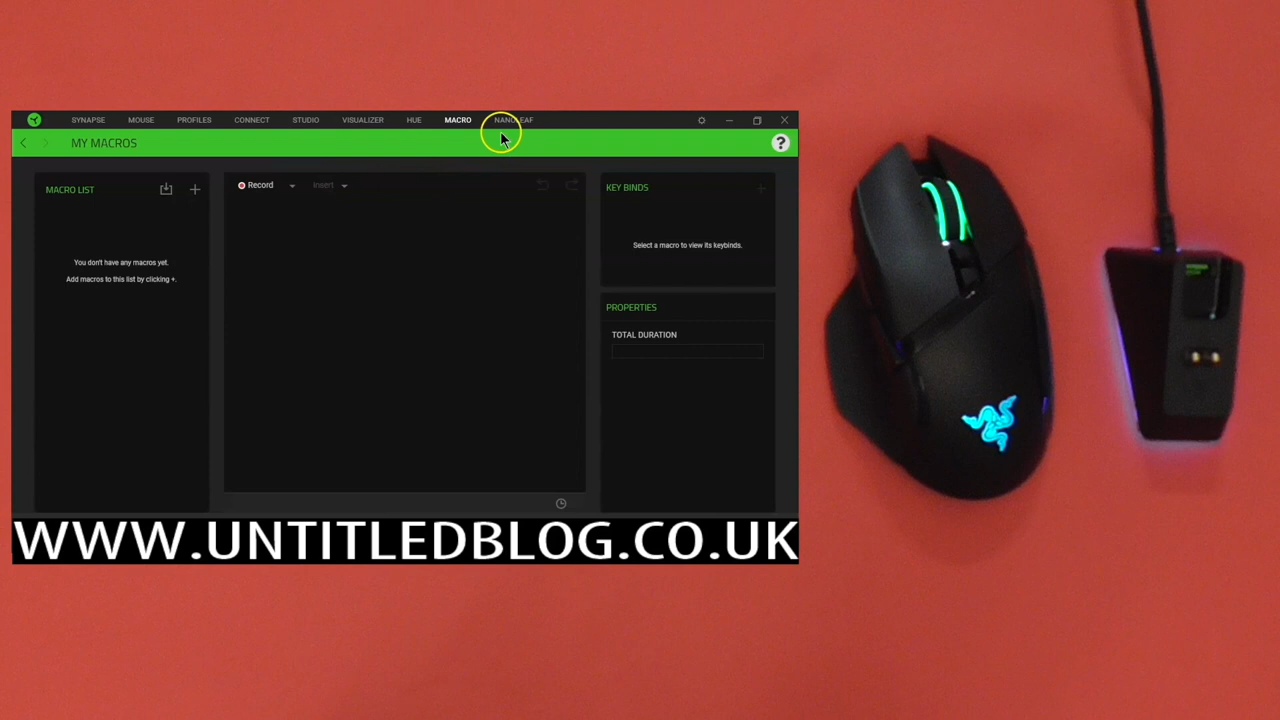 SYNAPSE MOUSE PROFILES CONNECT STUDIO VISUALIZER HUE MACRO NANOLEAF
MY MACROS ?
MACRO LIST
You don't have any macros yet.
Add macros to this list by clicking +.
Record Insert
KEY BINDS
Select a macro to view its keybinds.
PROPERTIES
TOTAL DURATION
WWW.UNTITLEDBLOG.CO.UK